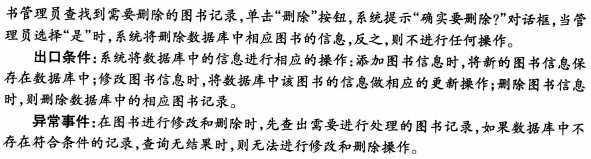 书管理员查找到需要删除的图书记录,单击“删除”按钮,系统提示“确实要删除?”对话框,当管
理员选择“是”时,系统将删除数据库中相应图书的信息,反之,则不进行任何操作。
出口条件:系统将数据库中的信息进行相应的操作:添加图书信息时,将新的图书信息保
存在数据库中;修改图书信息时,将数据库中该图书的信息做相应的更新操作;删除图书信息
时,则删除数据库中的相应图书记录。
异常事件:在图书进行修改和删除时,先查出需要进行处理的图书记录,如果数据库中不
存在符合条件的记录,查询无结果时,则无法进行修改和删除操作。